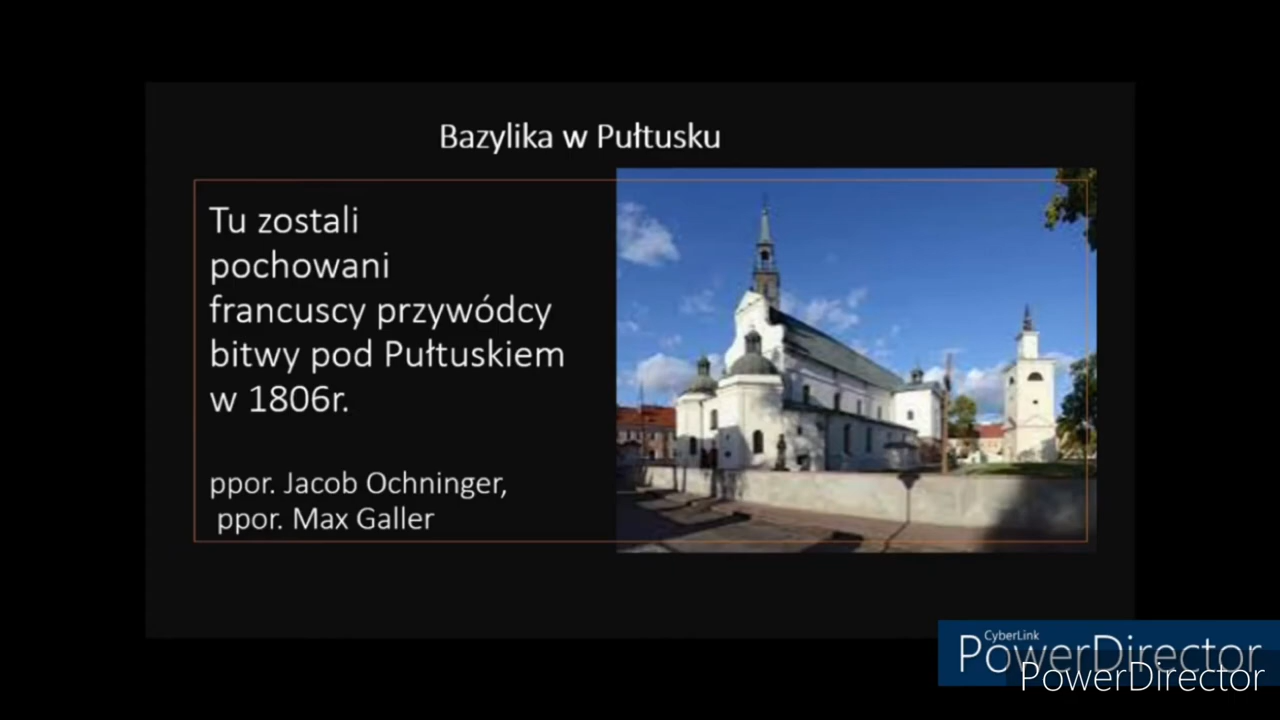 Bazylika w Pułtusku
Tu zostali
pochowani
francuscy przywódcy
bitwy pod Pułtuskiem
w 1806r.
ppor. Jacob Ochninger,
ppor. Max Galler
CyberLink
PowerDirector
PowerDirector